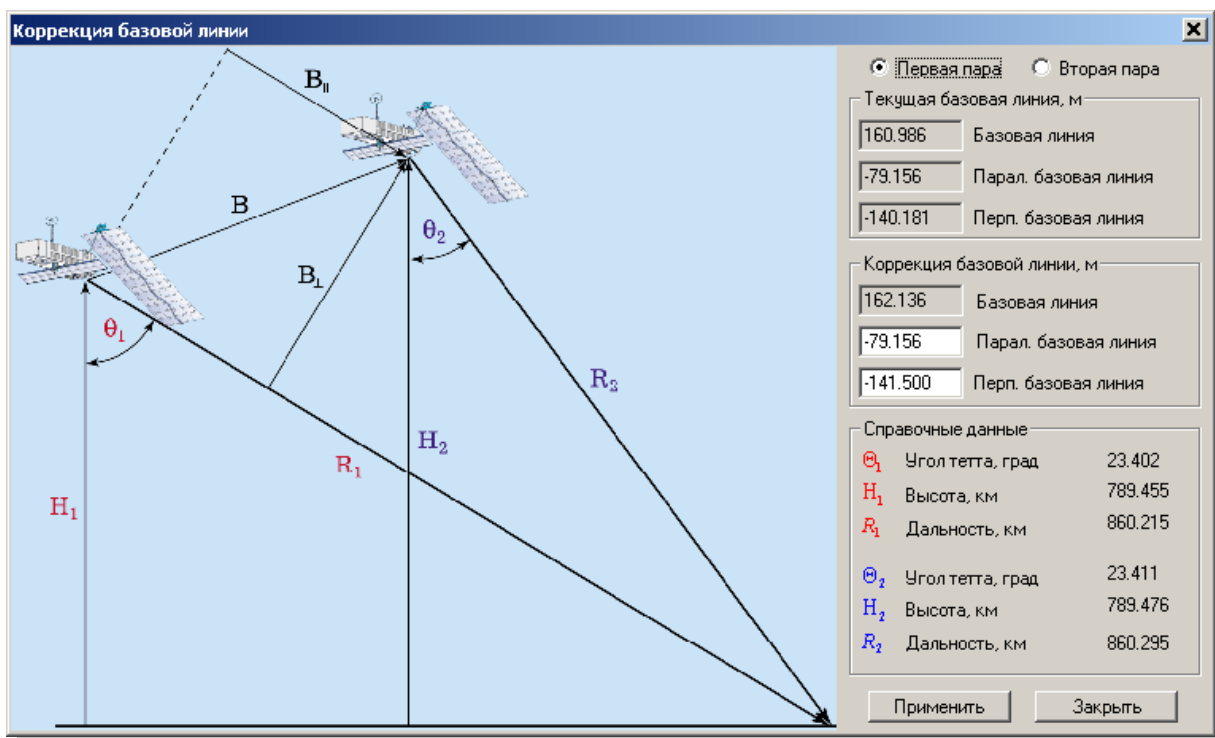 Коррекция базовой линии
B||
B
θ2
B⊥
θ1
R2
H2
R1
H1
Первая пара Вторая пара
Текущая базовая линия, м
160.986 Базовая линия
-79.156 Парал. базовая линия
-140.181 Перп. базовая линия
Коррекция базовой линии, м
162.136 Базовая линия
-79.156 Парал. базовая линия
-141.500 Перп. базовая линия
Справочные данные
Θ1 Угол тетта, град 23.402
H1 Высота, км 789.455
R1 Дальность, км 860.215
Θ2 Угол тетта, град 23.411
H2 Высота, км 789.476
R2 Дальность, км 860.295
Применить Закрыть